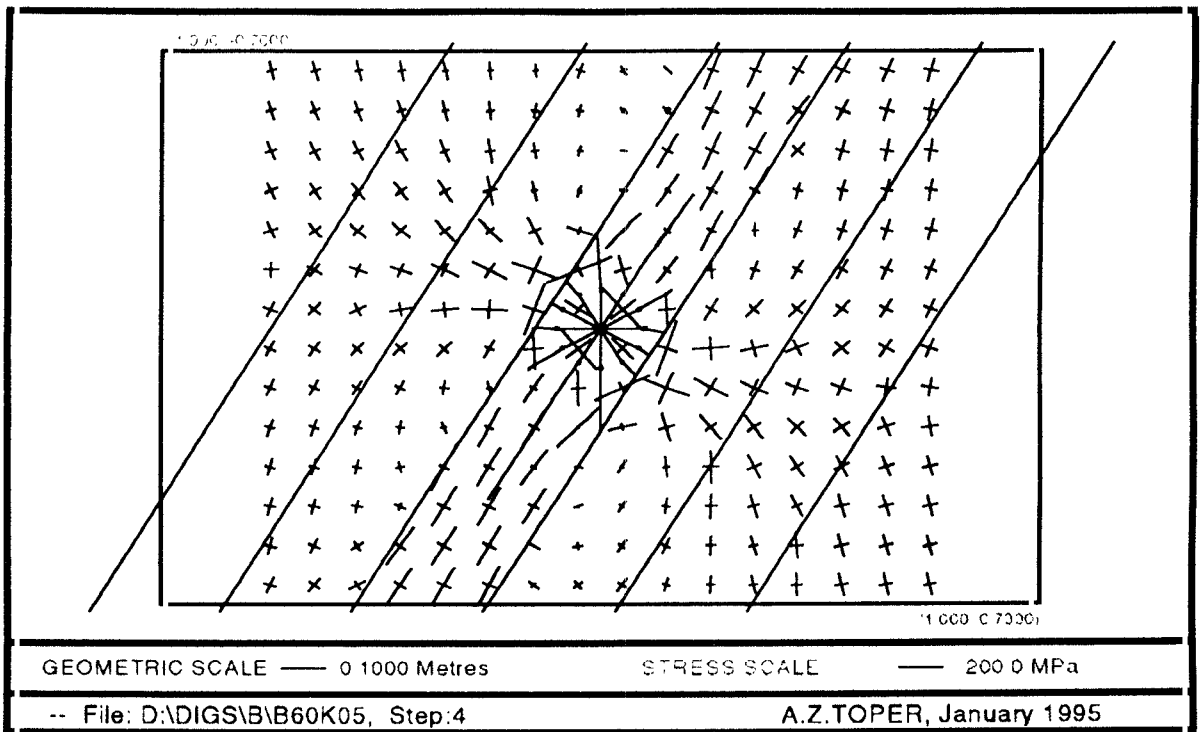 GEOMETRIC SCALE 0.1000 Metres
STRESS SCALE 200.0 MPa
-- File: D:\DIGS\B\B60K05, Step:4
A.Z.TOPER, January 1995